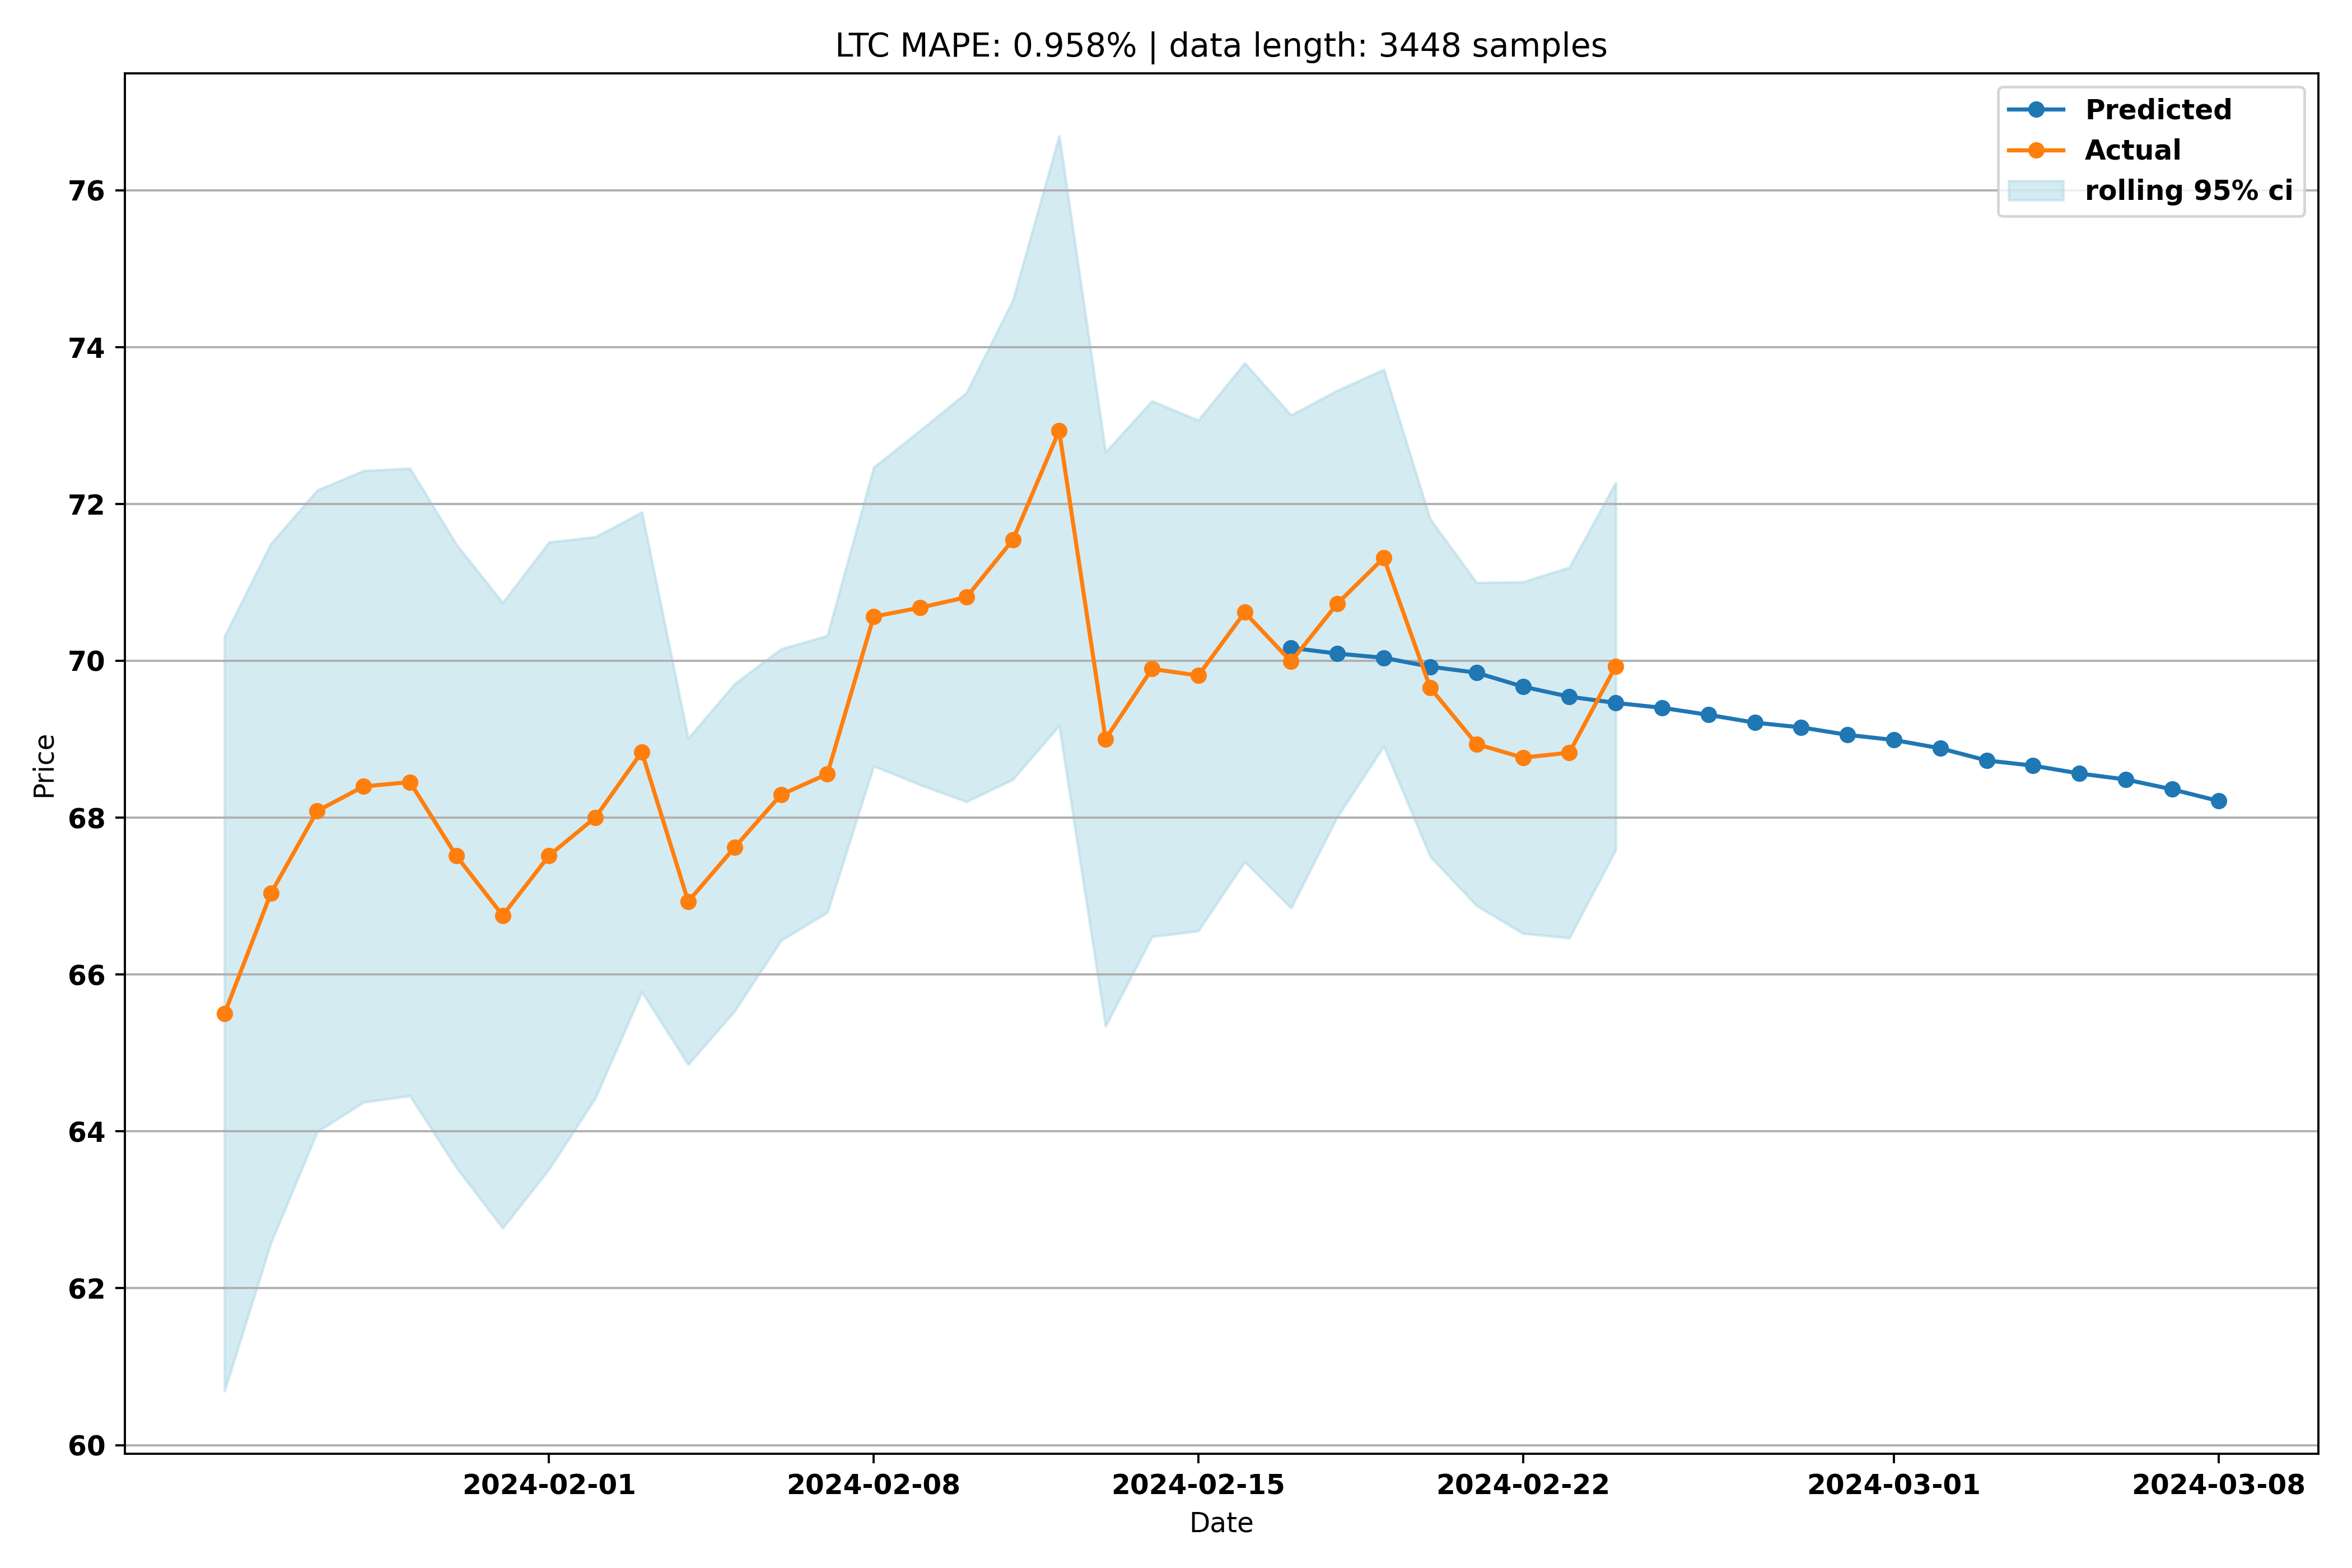 LTC MAPE: 0.958% | data length: 3448 samples
Predicted
Actual
rolling 95% ci
76
74
72
70
68
66
64
62
60
Price
2024-02-01
2024-02-08
2024-02-15
2024-02-22
2024-03-01
2024-03-08
Date